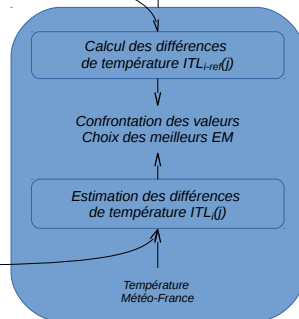 Calcul des différences
de température ITLi-ref(j)
Confrontation des valeurs
Choix des meilleurs EM
Estimation des différences
de température ITLi(j)
Température
Météo-France